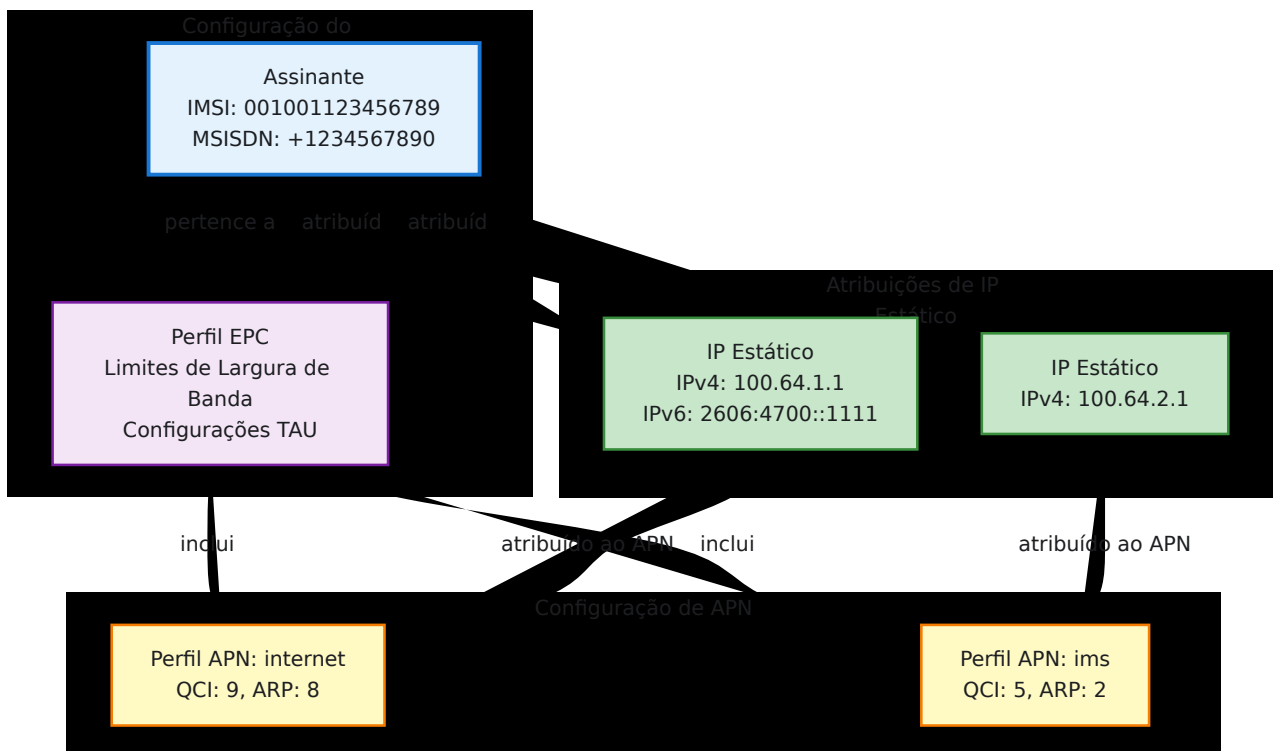 Configuração do
Assinante
IMSI: 001001123456789
MSISDN: +1234567890
pertence a
atribuíd
atribuíd
Atribuições de IP
Estático
Perfil EPC
Limites de Largura de
Banda
Configurações TAU
IP Estático
IPv4: 100.64.1.1
IPv6: 2606:4700::1111
IP Estático
IPv4: 100.64.2.1
inclui
atribuído ao APN
inclui
atribuído ao APN
Configuração de APN
Perfil APN: internet
QCI: 9, ARP: 8
Perfil APN: ims
QCI: 5, ARP: 2